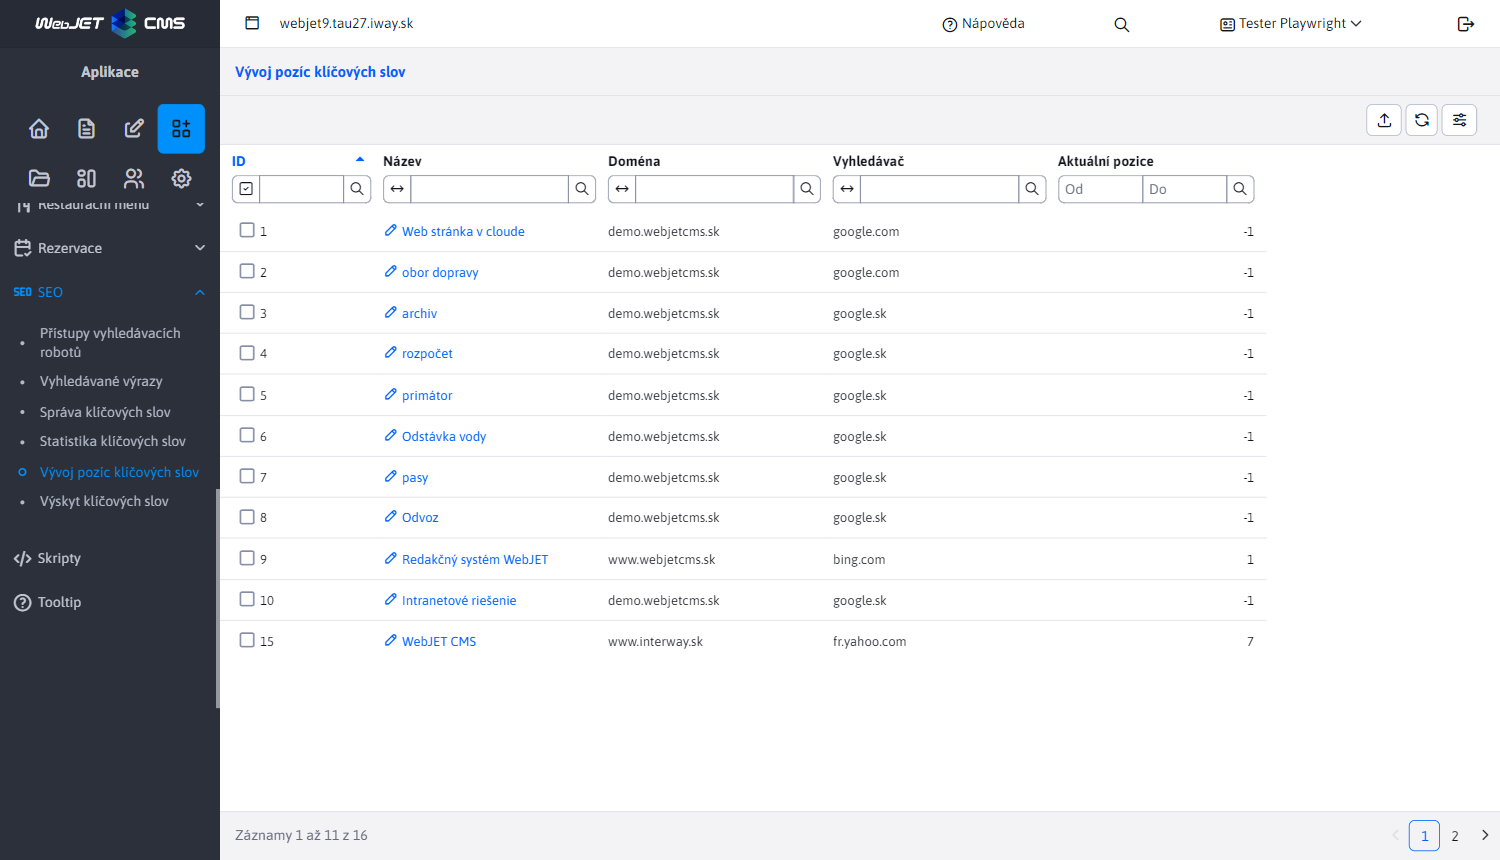 WebJET CMS
webjet9.tau27.iway.sk
Nápověda
Tester Playwright
Aplikace
Vývoj pozíc klíčových slov
Restaurační menu
Rezervace
SEO SEO
Přístupy vyhledávacích
robotů
Vyhledávané výrazy
Správa klíčových slov
Statistika klíčových slov
Vývoj pozíc klíčových slov
Výskyt klíčových slov
Skripty
Tooltip
ID Název Doména Vyhledávač Aktuální pozice
Od Do
1 Web stránka v cloude demo.webjetcms.sk google.com -1
2 obor dopravy demo.webjetcms.sk google.com -1
3 archiv demo.webjetcms.sk google.sk -1
4 rozpočet demo.webjetcms.sk google.sk -1
5 primátor demo.webjetcms.sk google.sk -1
6 Odstávka vody demo.webjetcms.sk google.sk -1
7 pasy demo.webjetcms.sk google.sk -1
8 Odvoz demo.webjetcms.sk google.sk -1
9 Redakčný systém WebJET www.webjetcms.sk bing.com 1
10 Intranetové riešenie demo.webjetcms.sk google.sk -1
15 WebJET CMS www.interway.sk fr.yahoo.com 7
Záznamy 1 až 11 z 16
1 2